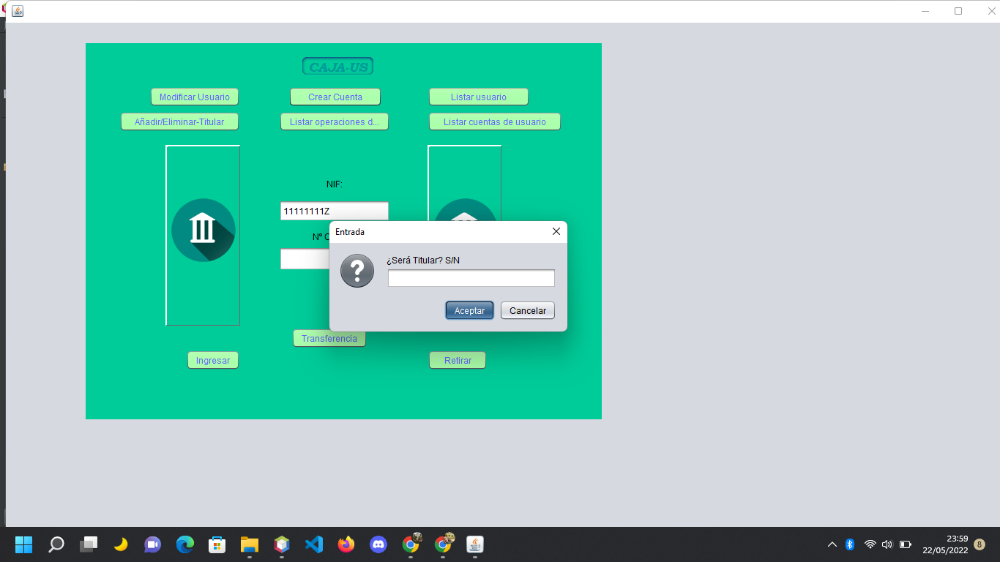 CAJA-US
Modificar Usuario
Crear Cuenta
Listar usuario
Añadir/Eliminar-Titular
Listar operaciones d...
Listar cuentas de usuario
NIF:
11111111Z
Nº C
Entrada
¿Será Titular? S/N
Aceptar
Cancelar
Transferencia
Ingresar
Retirar
23:59
22/05/2022
8